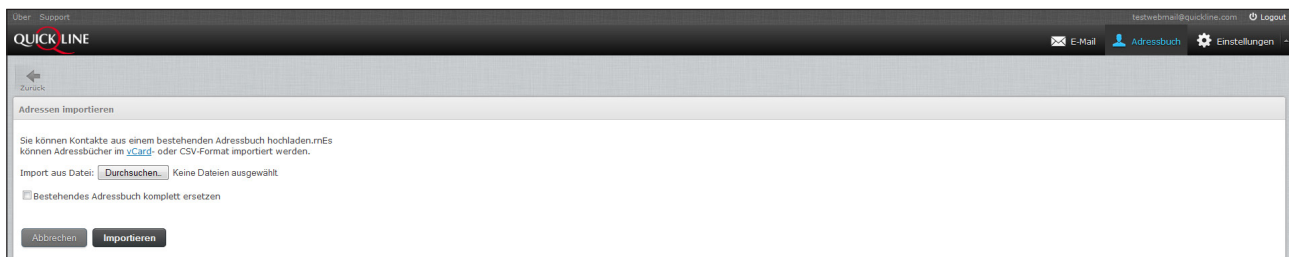 Über Support testwebmail@quickline.com Logout
QUICKLINE E-Mail Adressbuch Einstellungen
Zurück
Adressen importieren
Sie können Kontakte aus einem bestehenden Adressbuch hochladen.rnEs
können Adressbücher im vCard- oder CSV-Format importiert werden.
Import aus Datei: Durchsuchen.. Keine Dateien ausgewählt
Bestehendes Adressbuch komplett ersetzen
Abbrechen Importieren